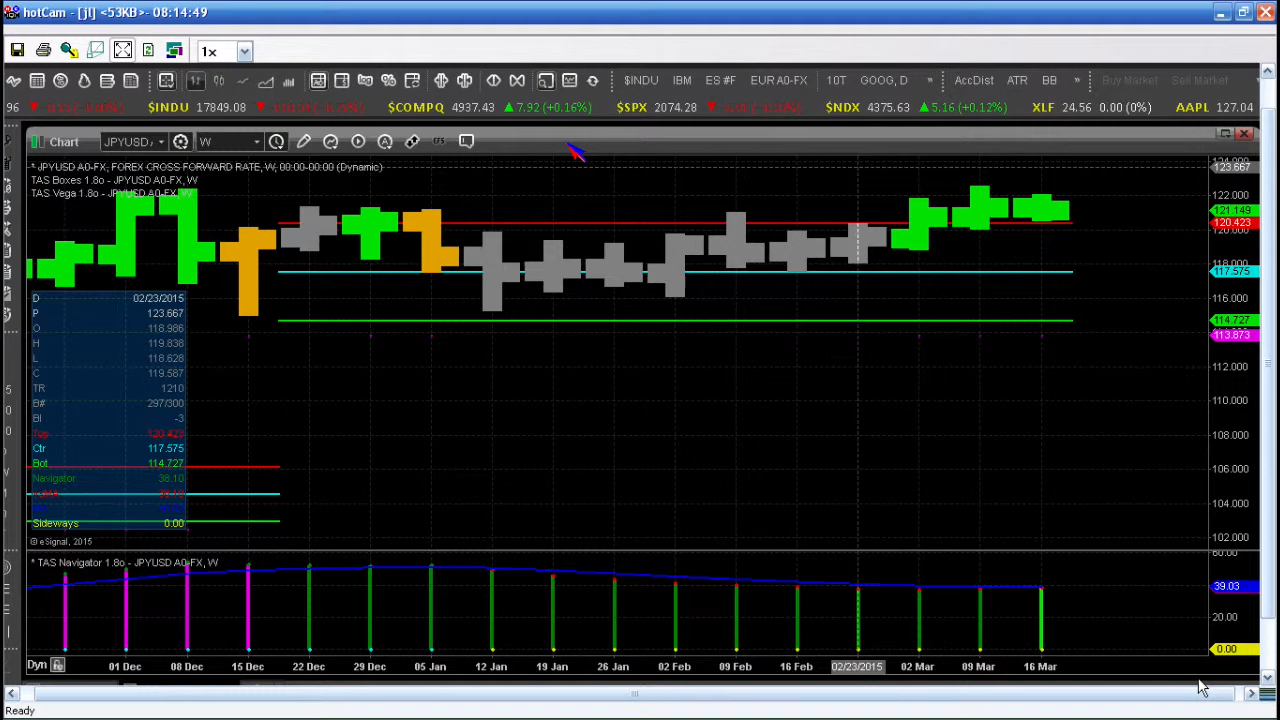 hotCam - [jl] <53KB> - 08:14:49
1x
$INDU IBM ES #F EUR A0-FX 10T GOOG, D » AccDist ATR BB » Buy Market Sell Market
96 $INDU 17849.08 $COMPQ 4937.43 ▲ 7.92 (+0.16%) $SPX 2074.28 $NDX 4375.63 ▲ 5.16 (+0.12%) XLF 24.56 0.00 (0%) AAPL 127.04
Chart JPYUSD W EFS
* JPYUSD A0-FX, FOREX CROSS FORWARD RATE, W, 00:00-00:00 (Dynamic)
TAS Boxes 1.8o - JPYUSD A0-FX, W
TAS Vega 1.8o - JPYUSD A0-FX, W
123.667
122.000
121.149
120.423
120.000
118.000
117.575
116.000
114.727
113.873
112.000
110.000
108.000
106.000
104.000
102.000
D 02/23/2015
P 123.667
O 118.986
H 119.838
L 118.628
C 119.587
TR 1210
B# 297/300
BI -3
Top 120.423
Ctr 117.575
Bot 114.727
Navigator 38.10
Sideways 0.00
© eSignal, 2015
* TAS Navigator 1.8o - JPYUSD A0-FX, W
60.00
39.03
20.00
0.00
Dyn 01 Dec 08 Dec 15 Dec 22 Dec 29 Dec 05 Jan 12 Jan 19 Jan 26 Jan 02 Feb 09 Feb 16 Feb 02/23/2015 02 Mar 09 Mar 16 Mar
Ready